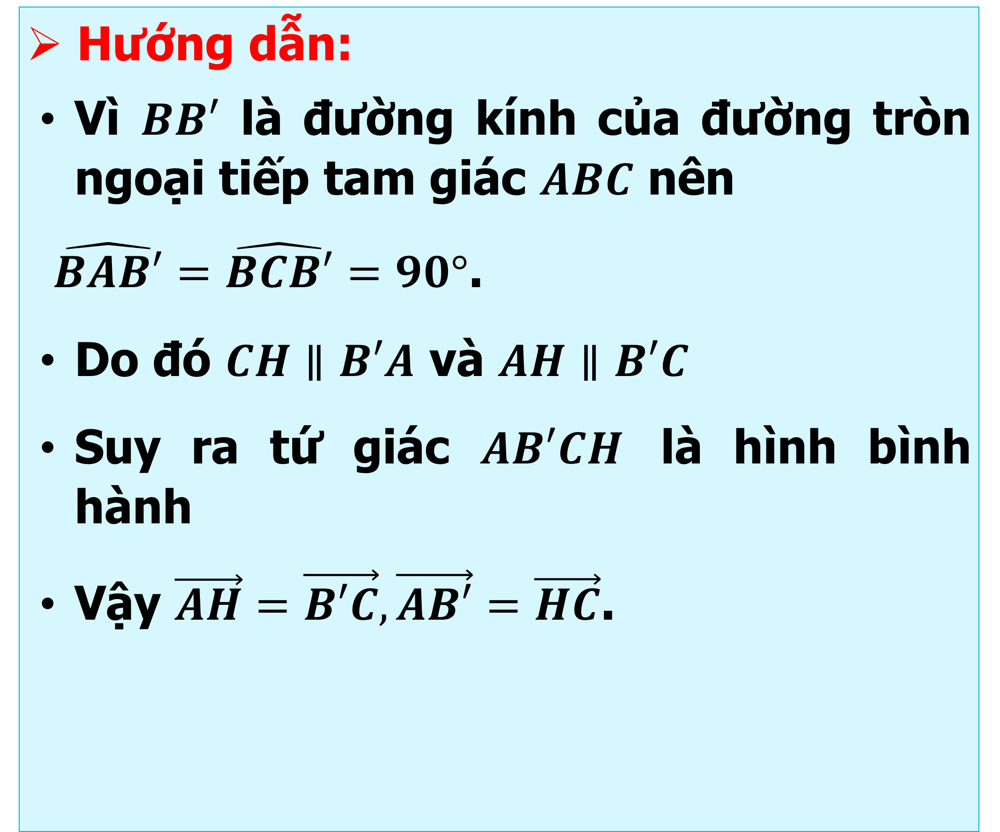 ➢ Hướng dẫn:
• Vì BB′ là đường kính của đường tròn
ngoại tiếp tam giác ABC nên
$\widehat{BAB}' = \widehat{BCB}' = 90°.$
• Do đó CH ∥ B′A và AH ∥ B′C
• Suy ra tứ giác AB′CH là hình bình
hành
• Vậy $\overrightarrow{AH} = \overrightarrow{B'C}, \overrightarrow{AB'} = \overrightarrow{HC}.$